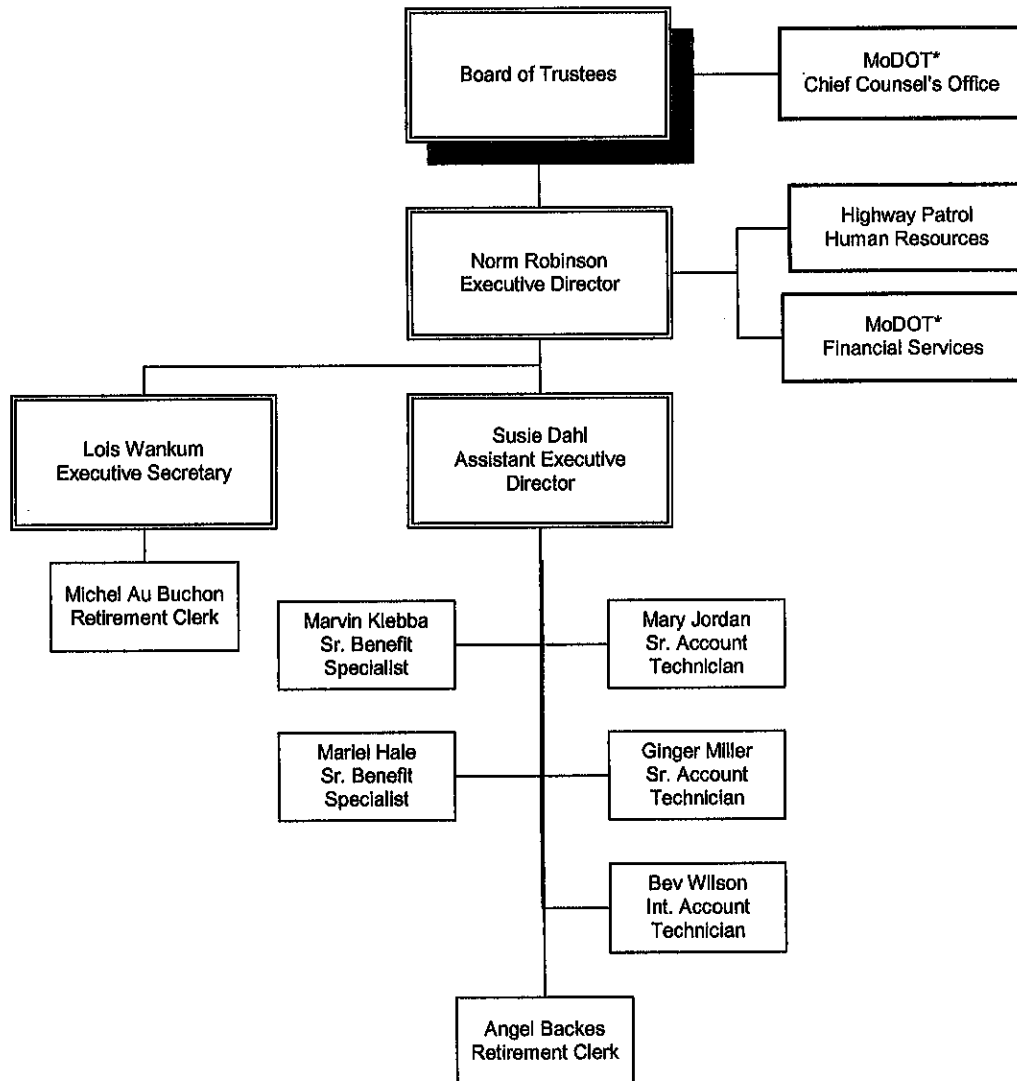 Board of Trustees
MoDOT*
Chief Counsel's Office
Norm Robinson
Executive Director
Highway Patrol
Human Resources
MoDOT*
Financial Services
Lois Wankum
Executive Secretary
Susie Dahl
Assistant Executive
Director
Michel Au Buchon
Retirement Clerk
Marvin Klebba
Sr. Benefit
Specialist
Mary Jordan
Sr. Account
Technician
Mariel Hale
Sr. Benefit
Specialist
Ginger Miller
Sr. Account
Technician
Bev Wilson
Int. Account
Technician
Angel Backes
Retirement Clerk